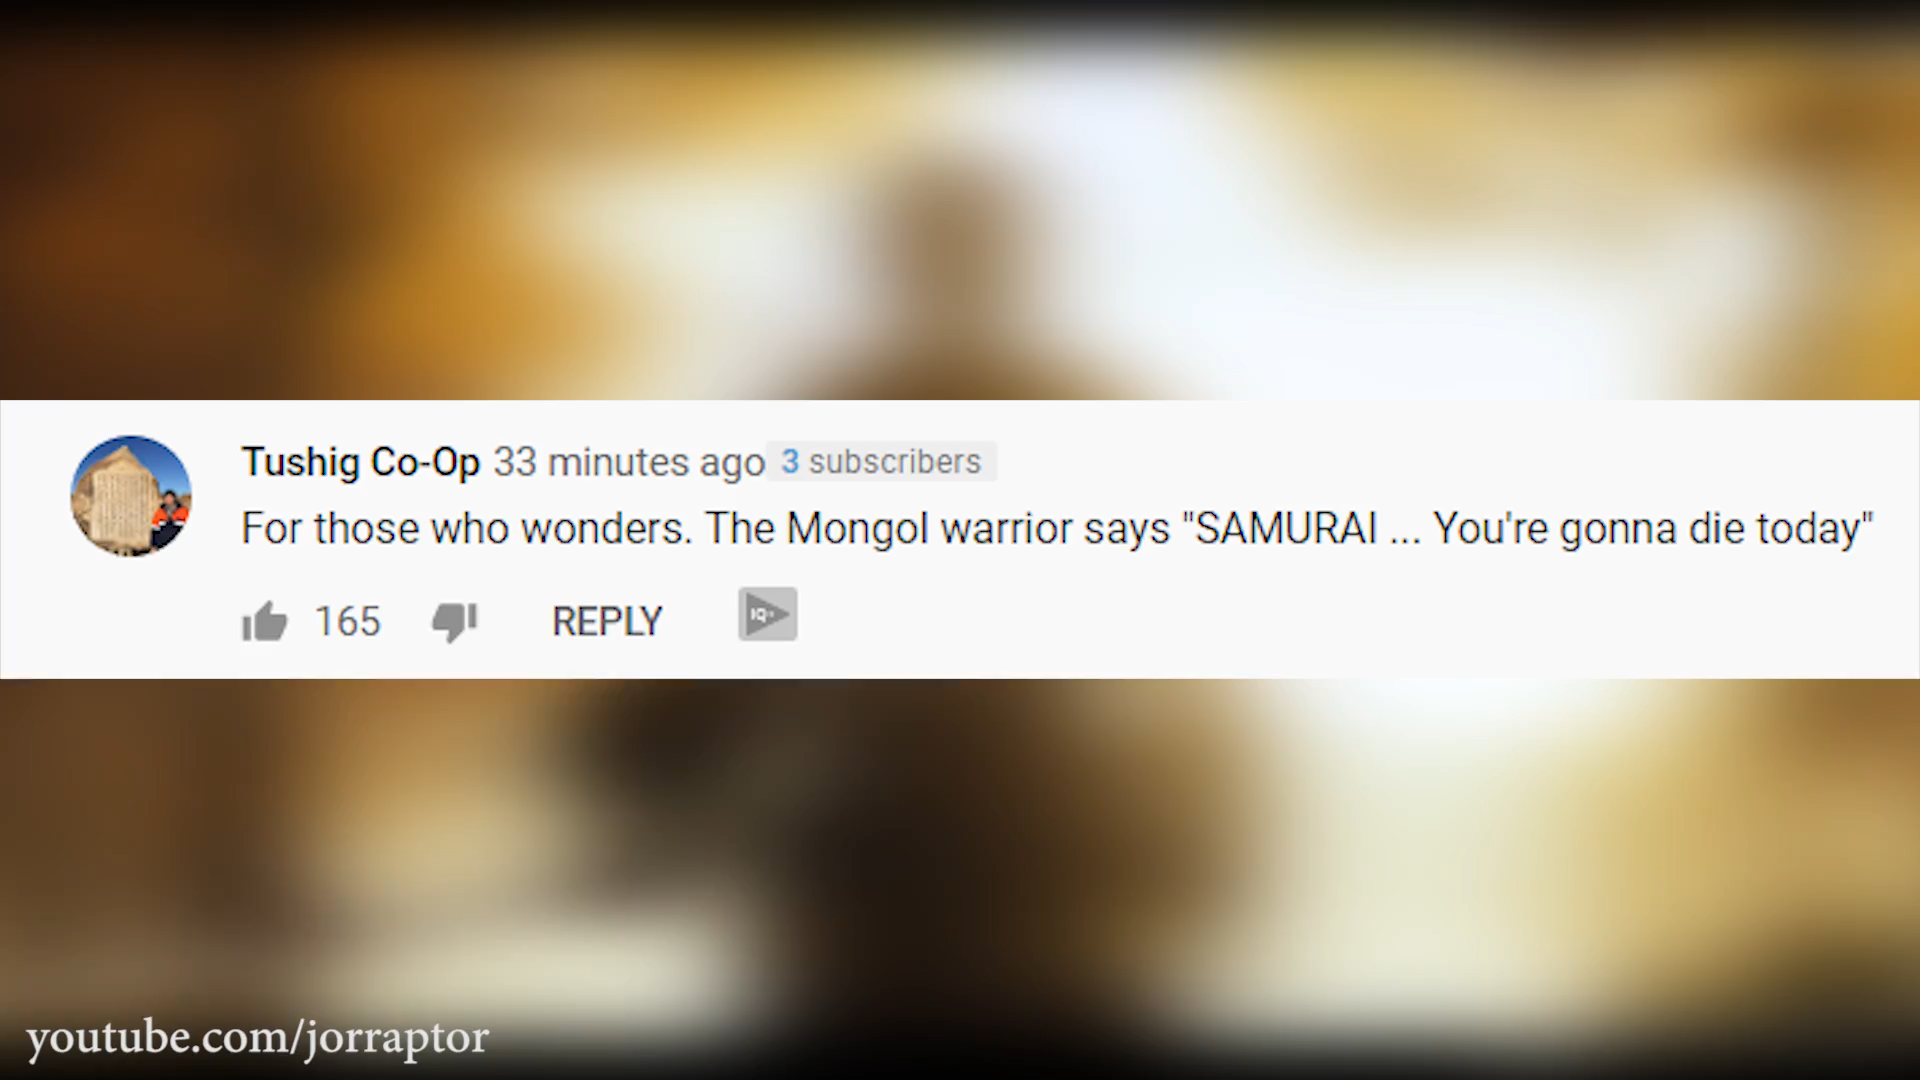 Tushig Co-Op 33 minutes ago 3 subscribers
For those who wonders. The Mongol warrior says "SAMURAI ... You're gonna die today"
165 REPLY IQ
youtube.com/jorraptor